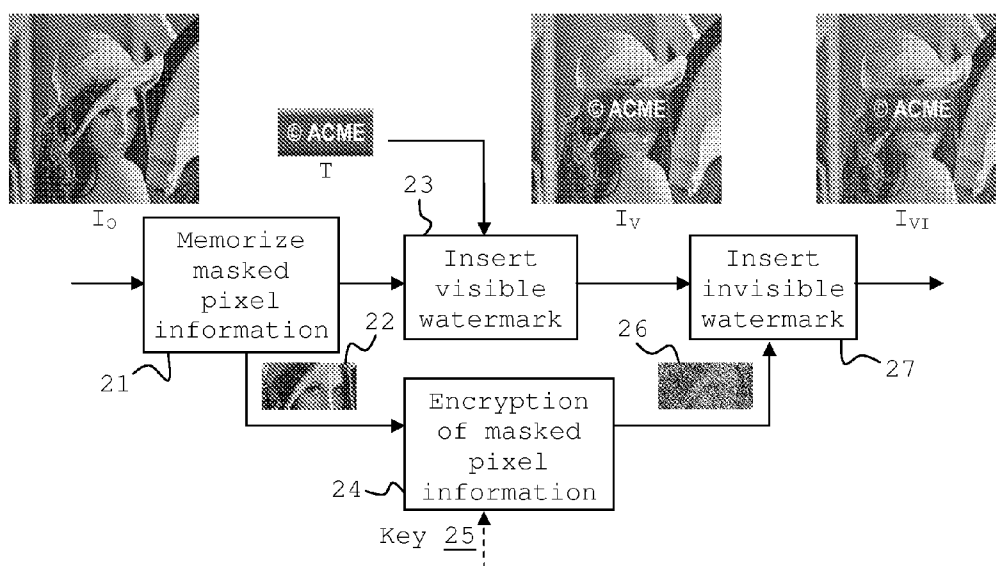 © ACME
T
© ACME
© ACME
I_O
I_V
I_VI
23
Memorize
masked
pixel
information
Insert
visible
watermark
Insert
invisible
watermark
22
26
21
27
Encryption
of masked
pixel
information
24
Key 25